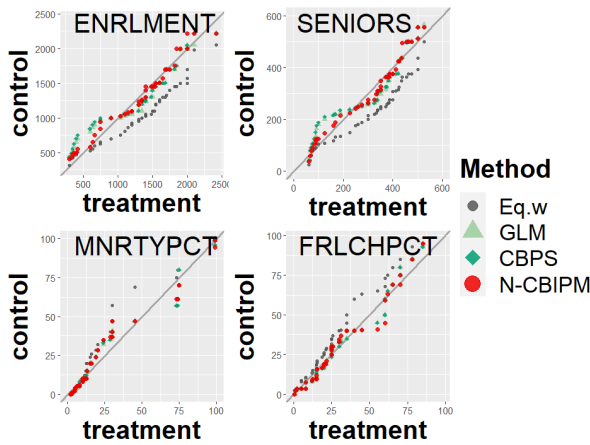 ENRLMENT
2500
2000
1500
1000
500
control
500 1000 1500 2000 2500
treatment
SENIORS
600
400
200
0
control
0 200 400 600
treatment
MNRTYPCT
100
75
50
25
0
control
0 25 50 75 100
treatment
FRLCHPCT
100
75
50
25
0
control
0 25 50 75 100
treatment
Method
Eq.w
GLM
CBPS
N-CBIPM